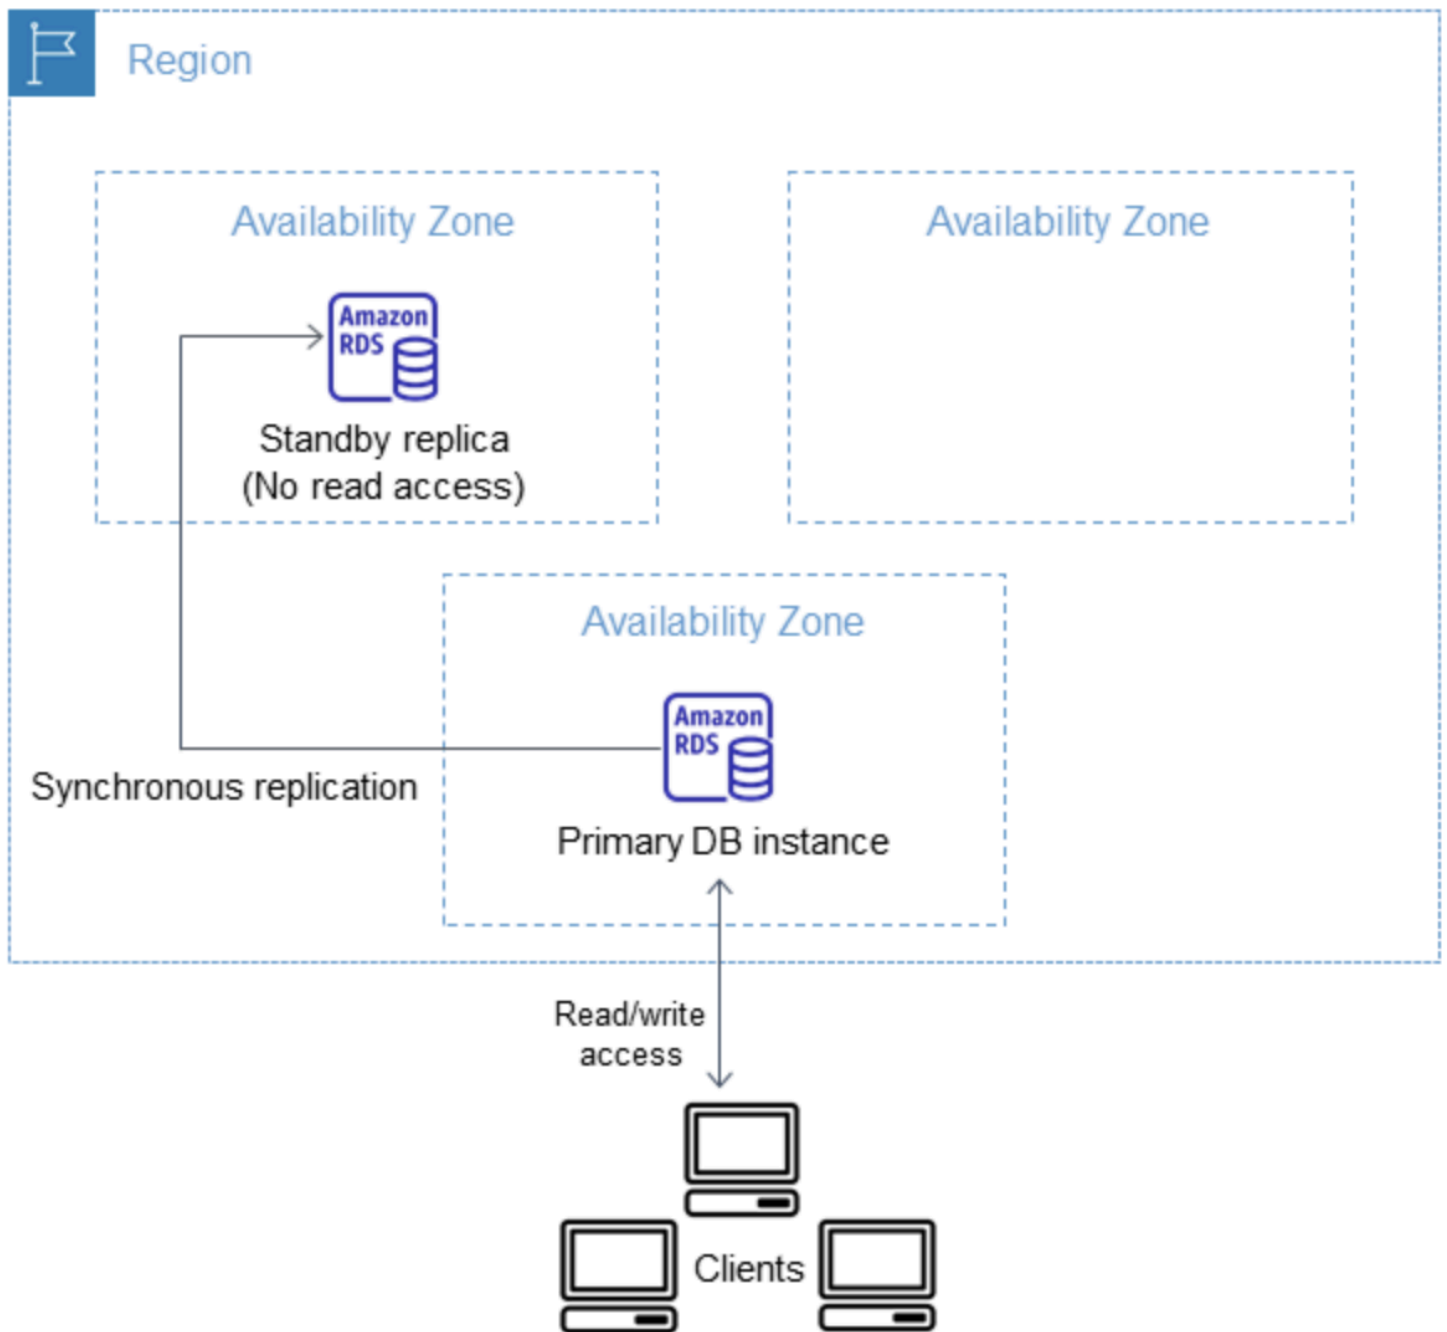 Region
Availability Zone
Availability Zone
Amazon
RDS
Standby replica
(No read access)
Availability Zone
Amazon
RDS
Synchronous replication
Primary DB instance
Read/write
access
Clients